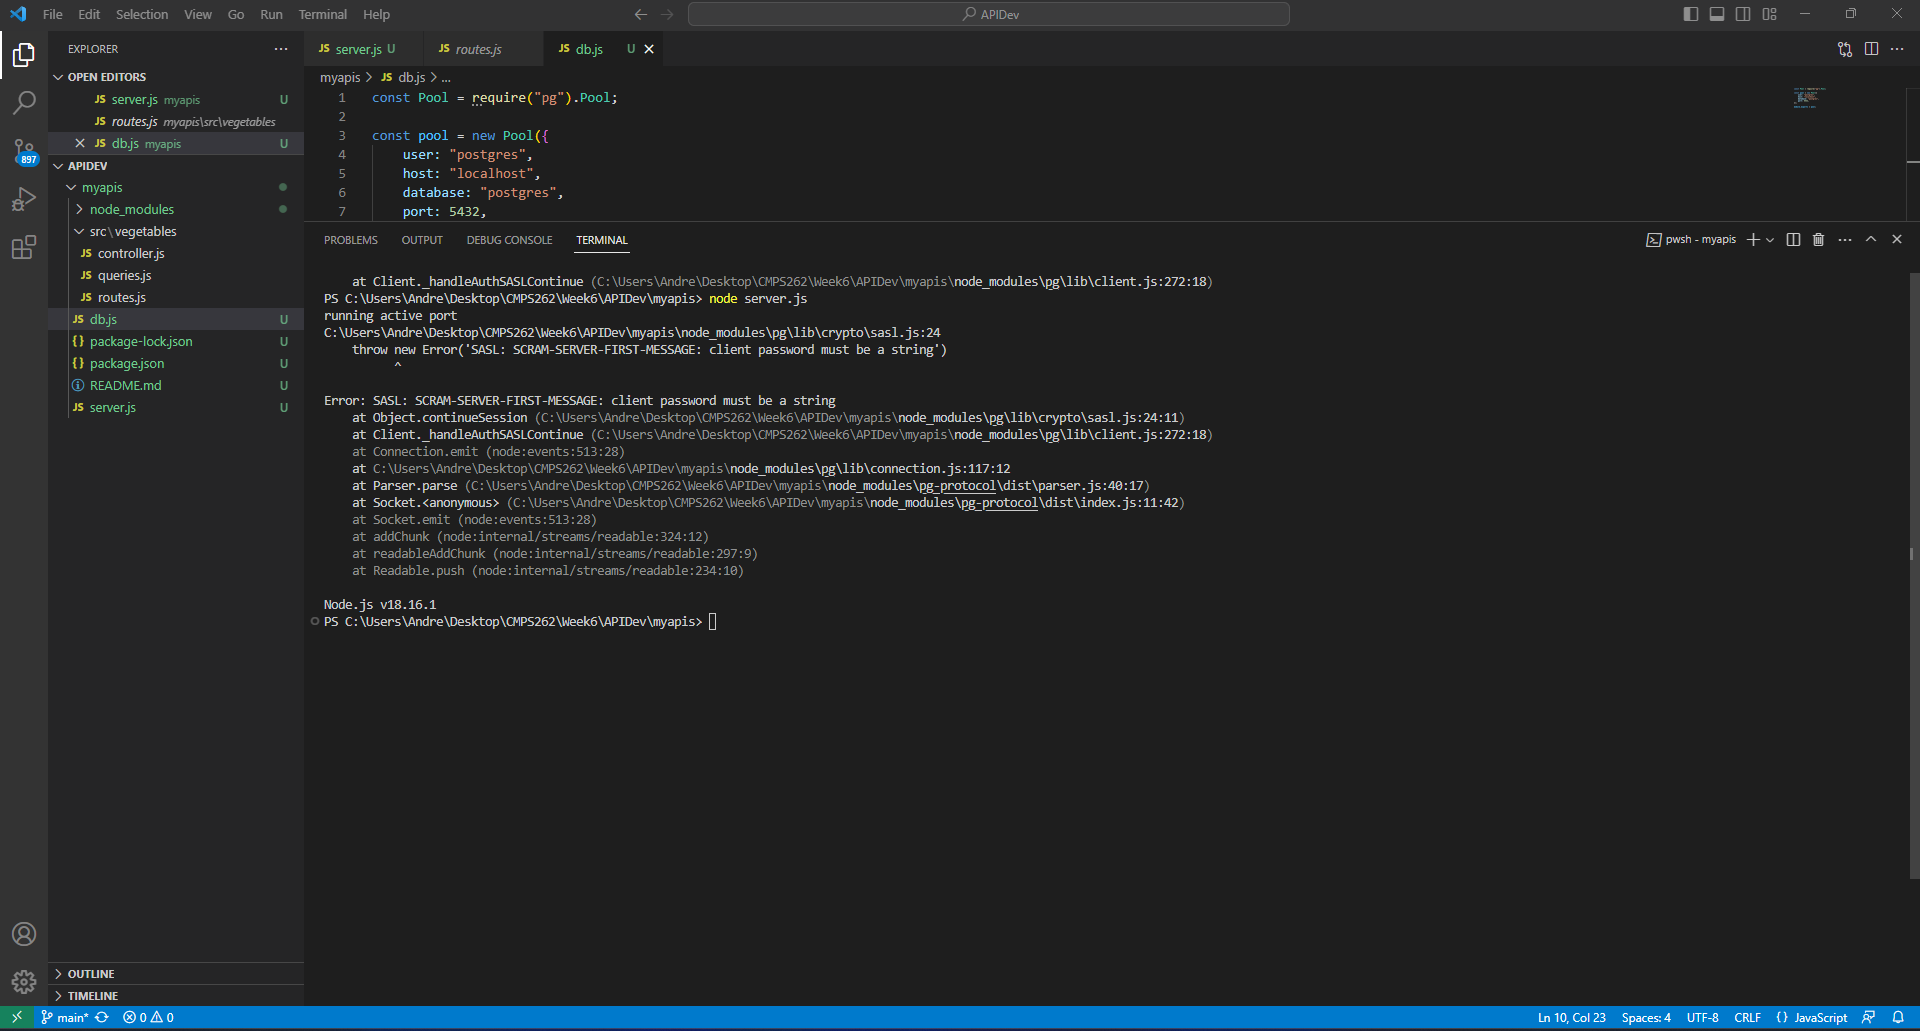 File Edit Selection View Go Run Terminal Help
APIDev
EXPLORER
OPEN EDITORS
JS server.js myapis U
JS routes.js myapis\src\vegetables
JS db.js myapis U
897
APIDEV
myapis
node_modules
src\vegetables
JS controller.js
JS queries.js
JS routes.js
JS db.js U
{} package-lock.json U
{} package.json U
README.md U
JS server.js U
OUTLINE
TIMELINE
JS server.js U JS routes.js JS db.js U
myapis > JS db.js > ...
1 const Pool = require("pg").Pool;
2
3 const pool = new Pool({
4 user: "postgres",
5 host: "localhost",
6 database: "postgres",
7 port: 5432,
PROBLEMS OUTPUT DEBUG CONSOLE TERMINAL
pwsh - myapis
at Client._handleAuthSASLContinue (C:\Users\Andre\Desktop\CMPS262\Week6\APIDev\myapis\node_modules\pg\lib\client.js:272:18)
PS C:\Users\Andre\Desktop\CMPS262\Week6\APIDev\myapis> node server.js
running active port
C:\Users\Andre\Desktop\CMPS262\Week6\APIDev\myapis\node_modules\pg\lib\crypto\sasl.js:24
throw new Error('SASL: SCRAM-SERVER-FIRST-MESSAGE: client password must be a string')
^
Error: SASL: SCRAM-SERVER-FIRST-MESSAGE: client password must be a string
at Object.continueSession (C:\Users\Andre\Desktop\CMPS262\Week6\APIDev\myapis\node_modules\pg\lib\crypto\sasl.js:24:11)
at Client._handleAuthSASLContinue (C:\Users\Andre\Desktop\CMPS262\Week6\APIDev\myapis\node_modules\pg\lib\client.js:272:18)
at Connection.emit (node:events:513:28)
at C:\Users\Andre\Desktop\CMPS262\Week6\APIDev\myapis\node_modules\pg\lib\connection.js:117:12
at Parser.parse (C:\Users\Andre\Desktop\CMPS262\Week6\APIDev\myapis\node_modules\pg-protocol\dist\parser.js:40:17)
at Socket.<anonymous> (C:\Users\Andre\Desktop\CMPS262\Week6\APIDev\myapis\node_modules\pg-protocol\dist\index.js:11:42)
at Socket.emit (node:events:513:28)
at addChunk (node:internal/streams/readable:324:12)
at readableAddChunk (node:internal/streams/readable:297:9)
at Readable.push (node:internal/streams/readable:234:10)
Node.js v18.16.1
PS C:\Users\Andre\Desktop\CMPS262\Week6\APIDev\myapis>
main* 0 0
Ln 10, Col 23 Spaces: 4 UTF-8 CRLF {} JavaScript